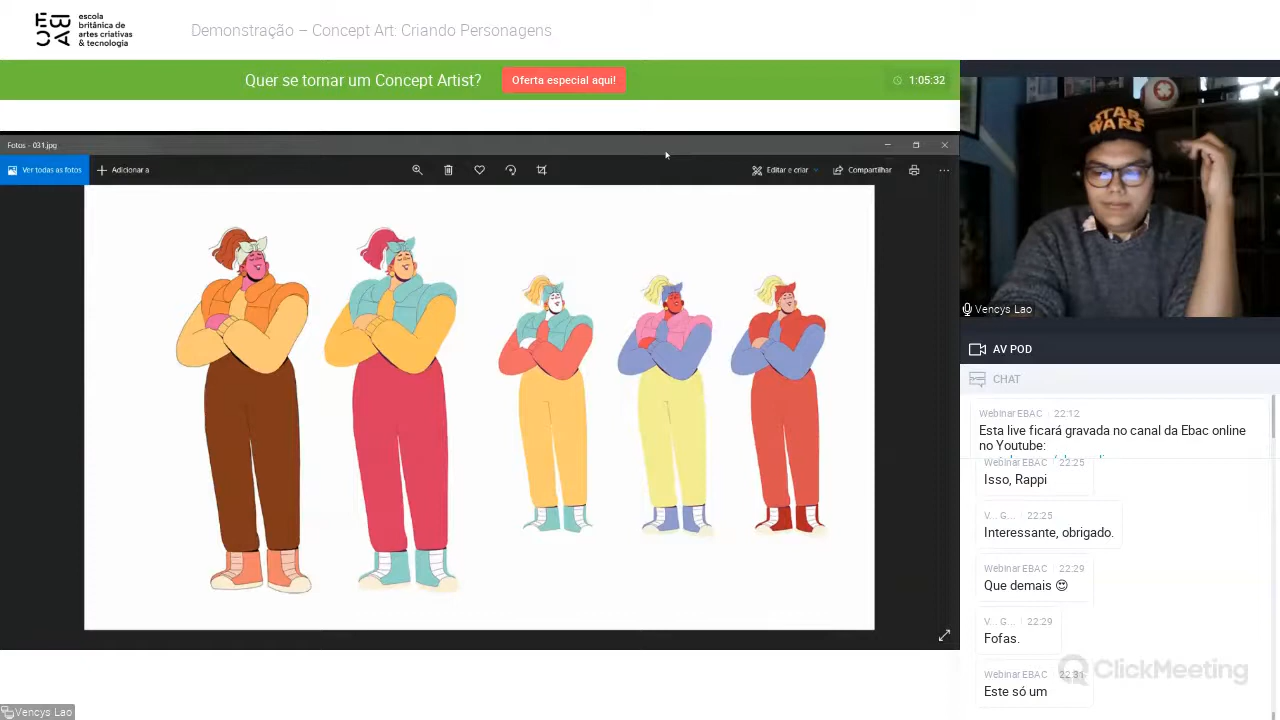 EBAC
escola
britânica de
artes criativas
& tecnologia
Demonstração – Concept Art: Criando Personagens
Quer se tornar um Concept Artist?
Oferta especial aqui!
1:05:32
Fotos - 031.jpg
Ver todas as fotos
Adicionar a
Editar e criar
Compartilhar
STAR
WARS
Vencys Lao
AV POD
CHAT
Webinar EBAC 22:12
Esta live ficará gravada no canal da Ebac online
no Youtube:
Webinar EBAC 22:25
Isso, Rappi
V... G... 22:25
Interessante, obrigado.
Webinar EBAC 22:29
Que demais 😍
V... G... 22:29
Fofas.
Webinar EBAC 22:31
Este só um
ClickMeeting
Vencys Lao